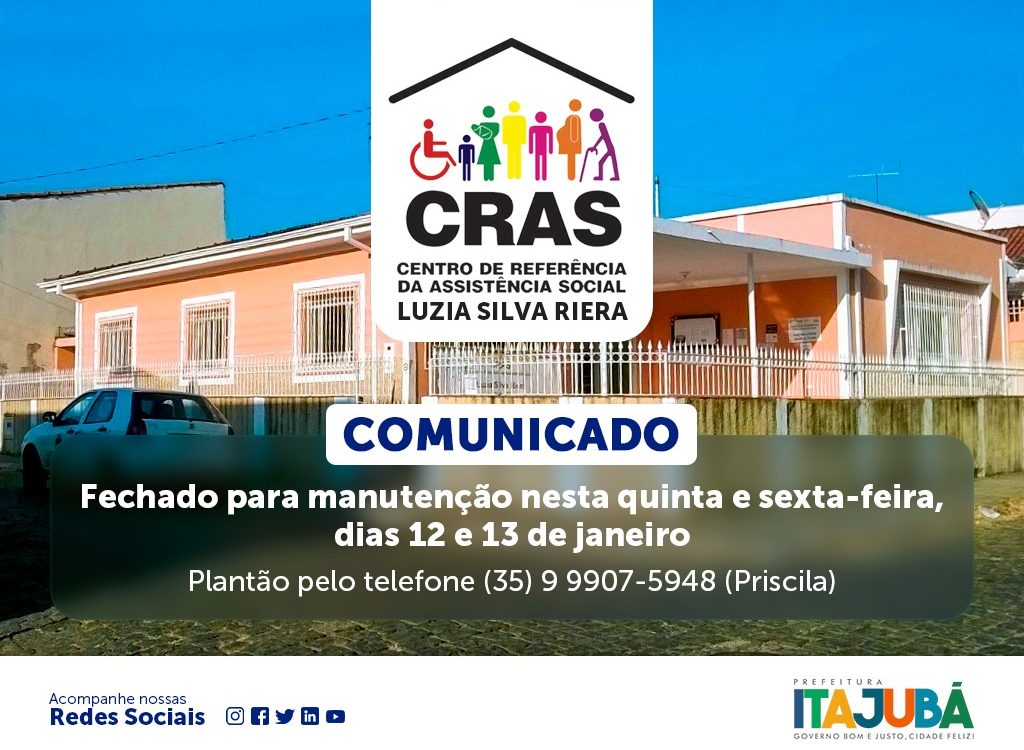 CRAS
CENTRO DE REFERÊNCIA
DA ASSISTÊNCIA SOCIAL
LUZIA SILVA RIERA
COMUNICADO
Fechado para manutenção nesta quinta e sexta-feira,
dias 12 e 13 de janeiro
Plantão pelo telefone (35) 9 9907-5948 (Priscila)
Acompanhe nossas
Redes Sociais
PREFEITURA
ITAJUBÁ
GOVERNO BOM E JUSTO, CIDADE FELIZ!